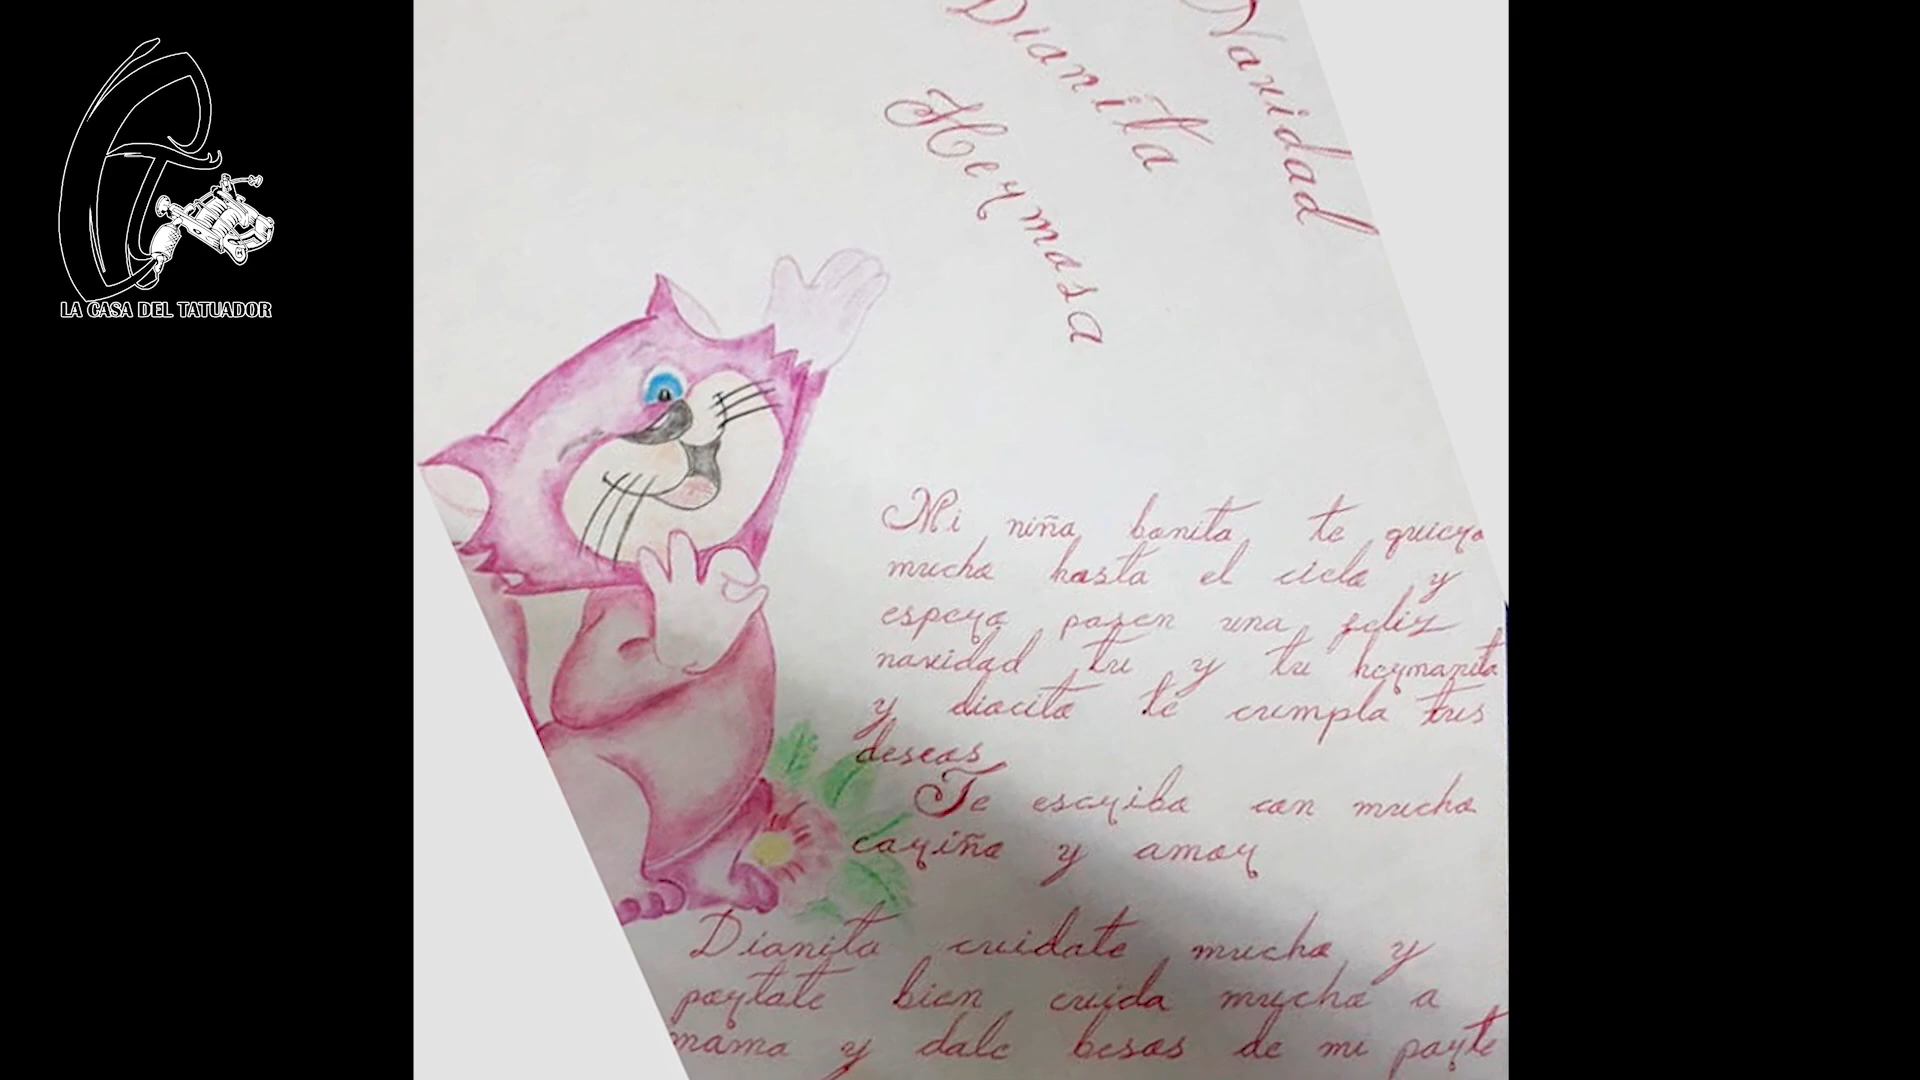 LA CASA DEL TATUADOR
Navidad
Dianita
Hermosa
Mi niña bonita te quiero
mucho hasta el cielo y
espero pasen una feliz
navidad tu y tu hermanita
y diocito te cumpla tus
deseos
Te escribo con mucho
cariño y amor
Dianita cuidate mucho y
portate bien cuida mucho a
mama y dale besos de mi parte